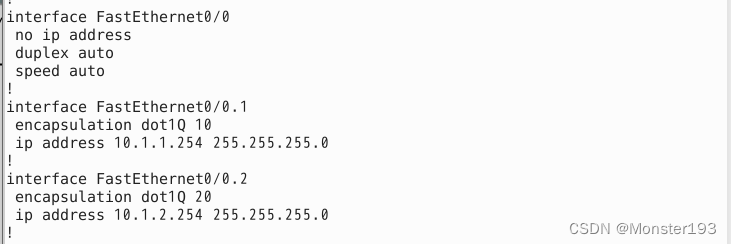 !
interface FastEthernet0/0
 no ip address
 duplex auto
 speed auto
!
interface FastEthernet0/0.1
 encapsulation dot1Q 10
 ip address 10.1.1.254 255.255.255.0
!
interface FastEthernet0/0.2
 encapsulation dot1Q 20
 ip address 10.1.2.254 255.255.255.0
!
CSDN @Monster193